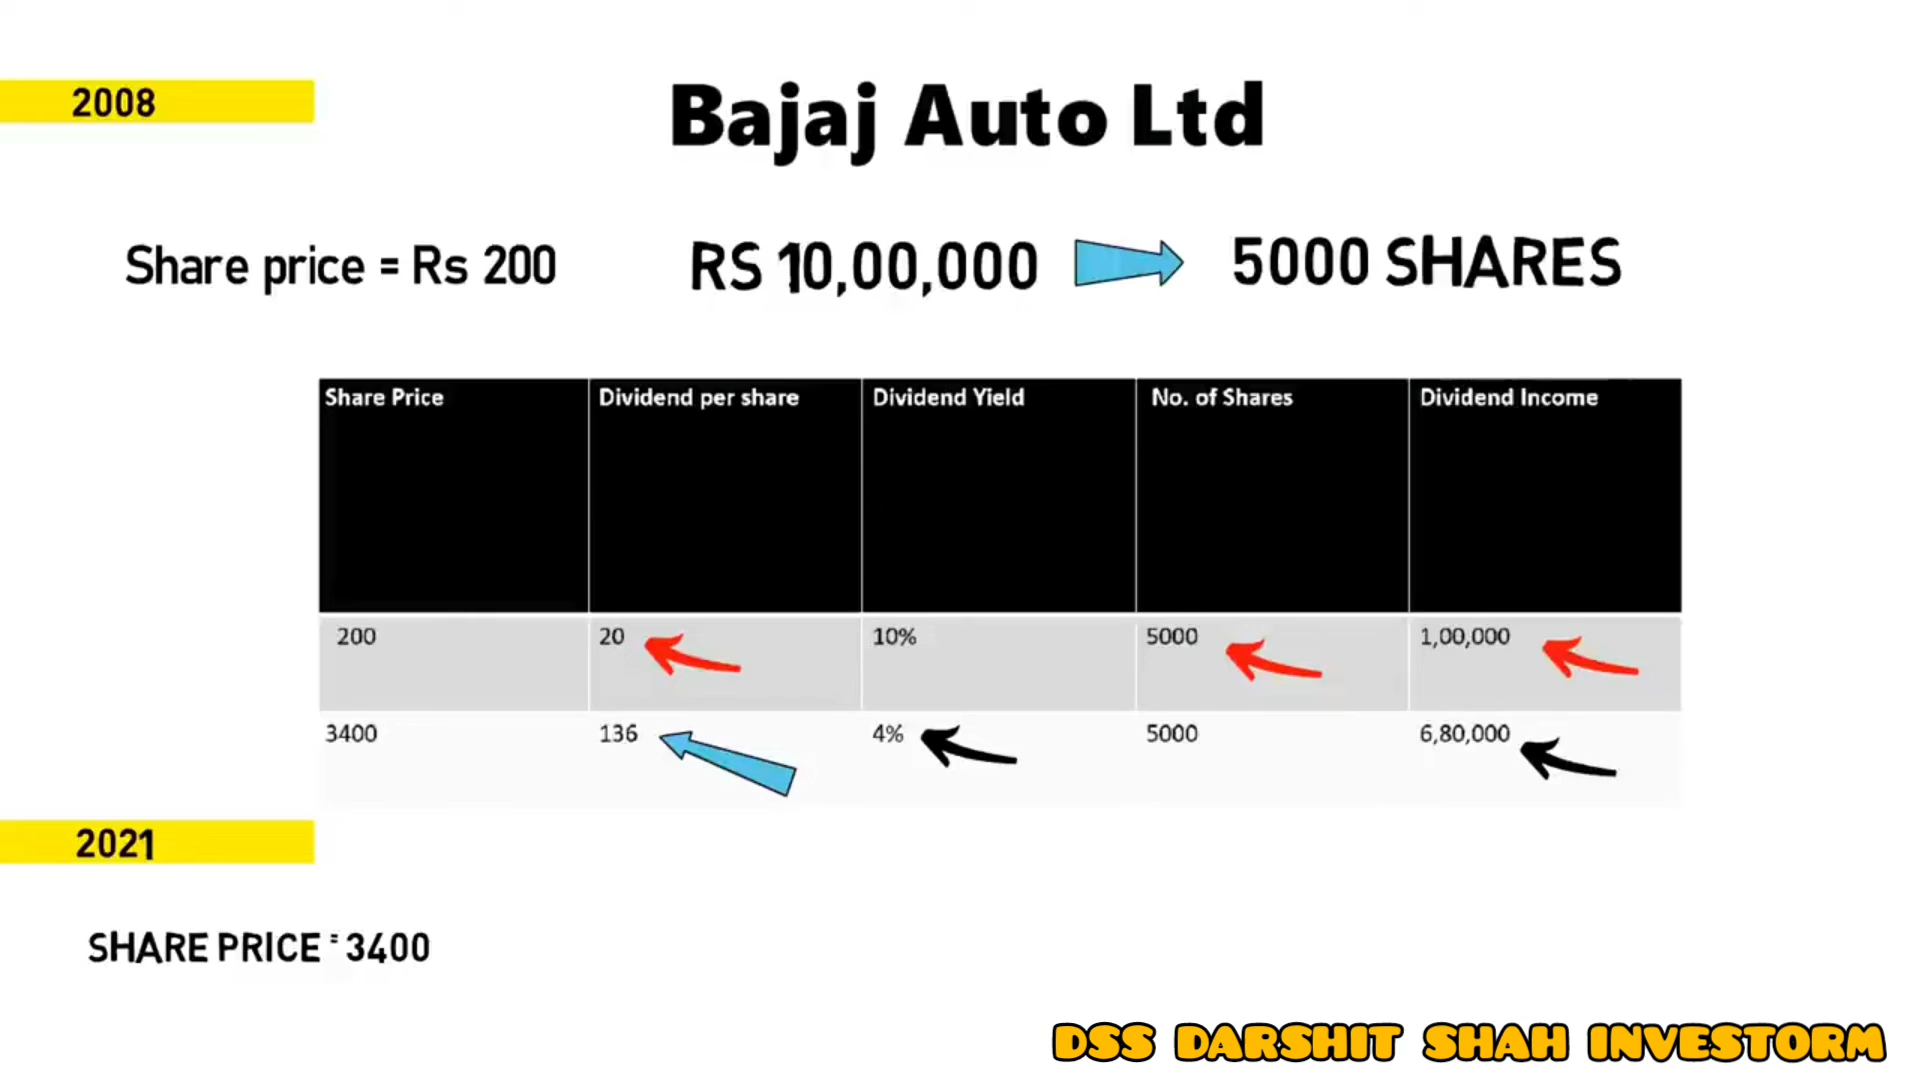 2008
Bajaj Auto Ltd
Share price = Rs 200
RS 10,00,000
5000 SHARES
Share Price Dividend per share Dividend Yield No. of Shares Dividend Income
200 20 10% 5000 1,00,000
3400 136 4% 5000 6,80,000
2021
SHARE PRICE = 3400
DSS DARSHIT SHAH INVESTORM